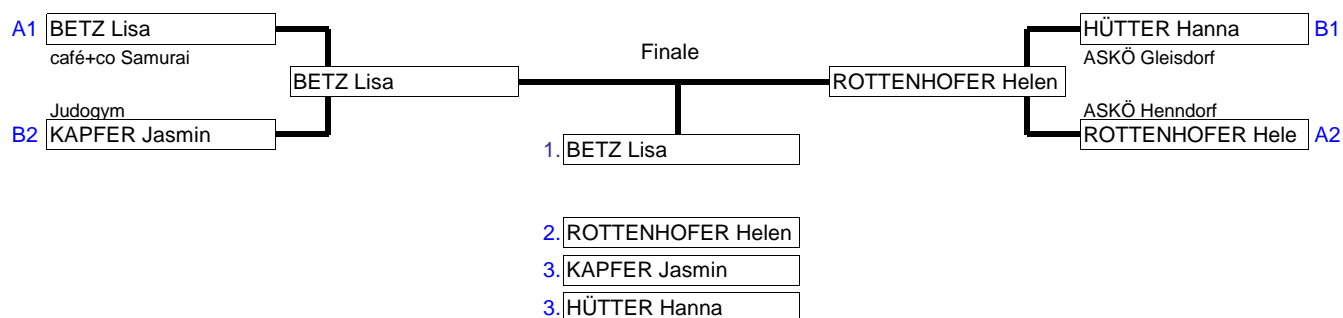 A1 BETZ Lisa
café+co Samurai
BETZ Lisa
Judogym
B2 KAPFER Jasmin
Finale
ROTTENHOFER Helen
HÜTTER Hanna B1
ASKÖ Gleisdorf
ASKÖ Henndorf
ROTTENHOFER Hele A2
1. BETZ Lisa
2. ROTTENHOFER Helen
3. KAPFER Jasmin
3. HÜTTER Hanna